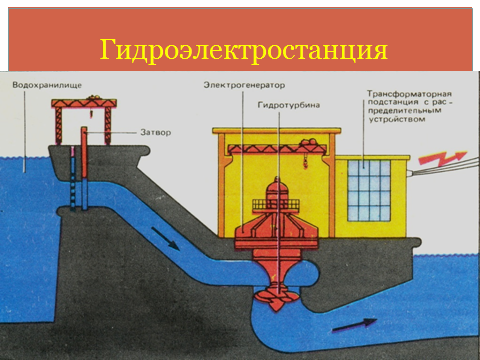 Гидроэлектростанция
Водохранилище
Электрогенератор
Гидротурбина
Трансформаторная
подстанция с рас-
пределительным
устройством
Затвор